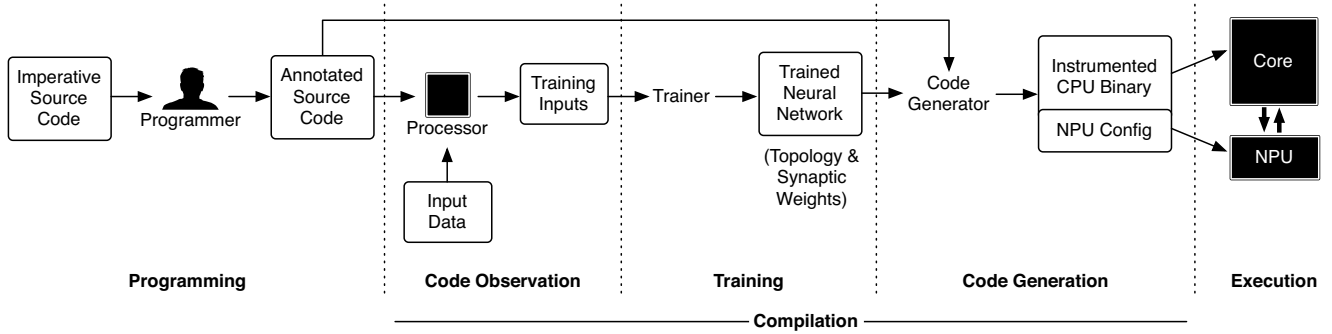 Imperative
Source
Code
Programmer
Annotated
Source
Code
Processor
Input
Data
Training
Inputs
Trainer
Trained
Neural
Network
(Topology &
Synaptic
Weights)
Code
Generator
Instrumented
CPU Binary
NPU Config
Core
NPU
Programming
Code Observation
Training
Code Generation
Execution
Compilation